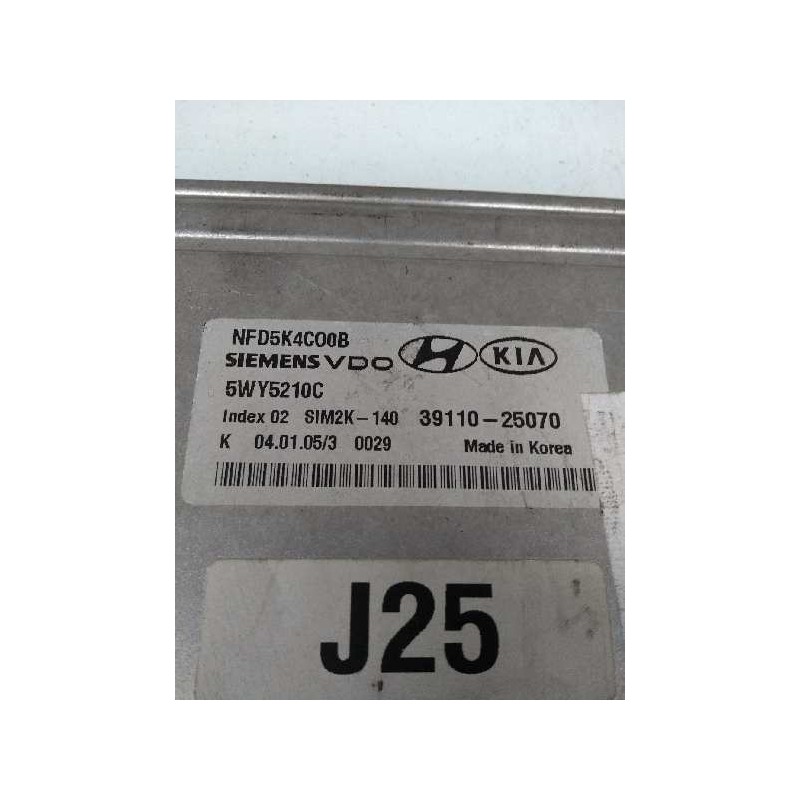 NFD5K4C00B
SIEMENS VDO KIA
5WY5210C
Index 02 SIM2K-140 39110-25070
K 04.01.05/3 0029 Made in Korea
J25